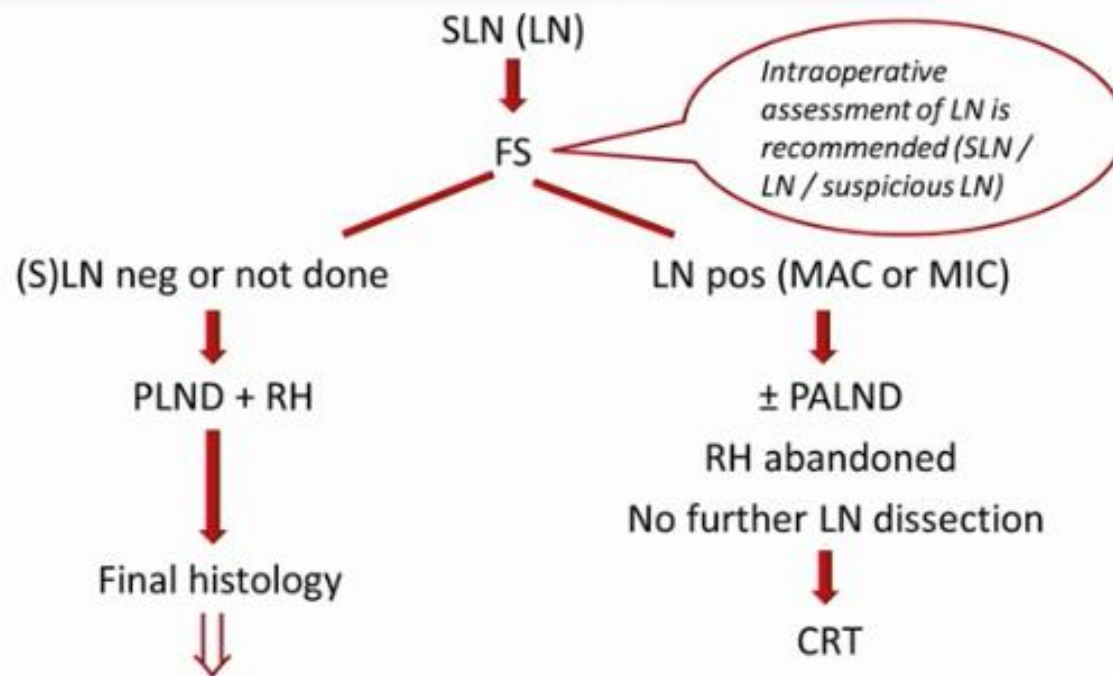 SLN (LN)
Intraoperative
assessment of LN is
recommended (SLN /
LN / suspicious LN)
FS
(S)LN neg or not done
LN pos (MAC or MIC)
PLND + RH
± PALND
RH abandoned
No further LN dissection
Final histology
CRT